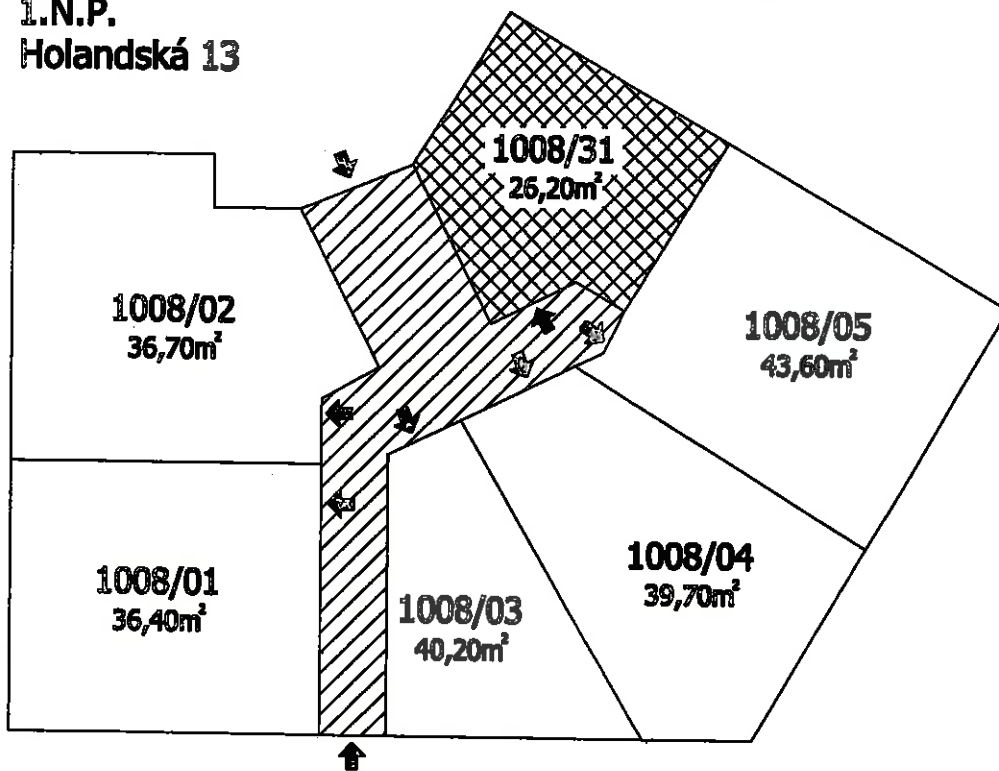 1.N.P.
Holandská 13
1008/31
26,20m²
1008/02
36,70m²
1008/05
43,60m²
1008/01
36,40m²
1008/03
40,20m²
1008/04
39,70m²